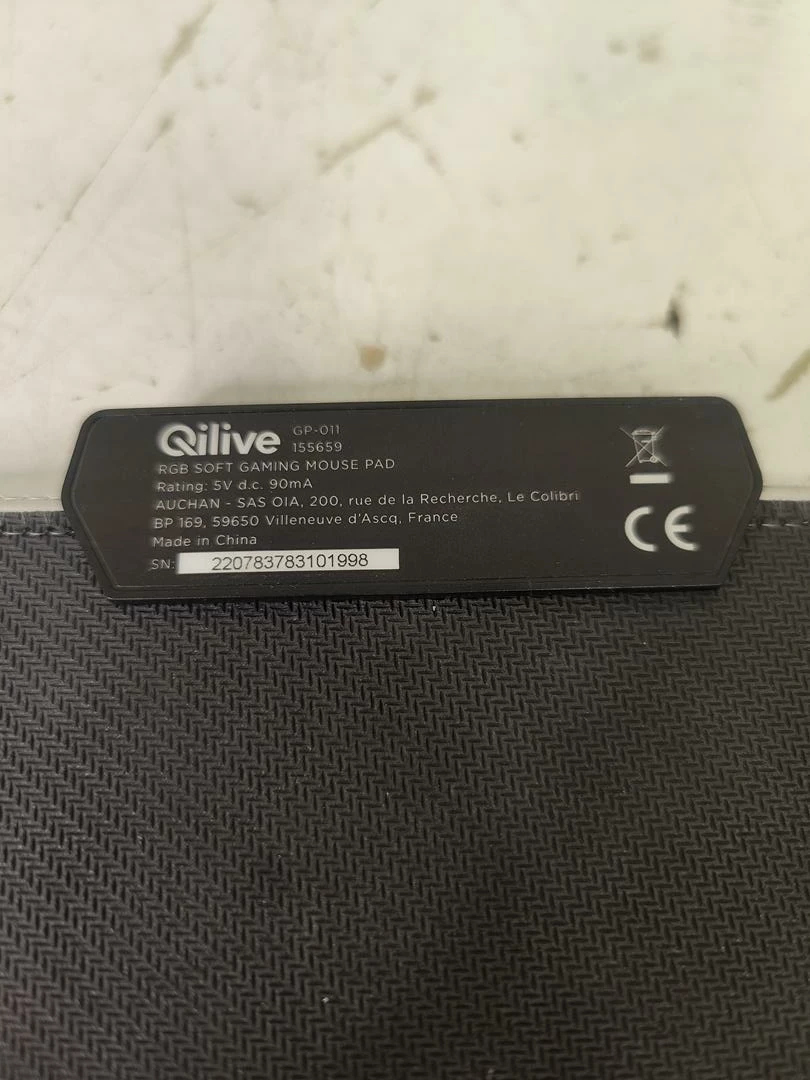 Qilive GP-011
155659
RGB SOFT GAMING MOUSE PAD
Rating: 5V d.c. 90mA
AUCHAN - SAS OIA, 200, rue de la Recherche, Le Colibri
BP 169, 59650 Villeneuve d'Ascq, France
Made in China
SN: 220783783101998
CE